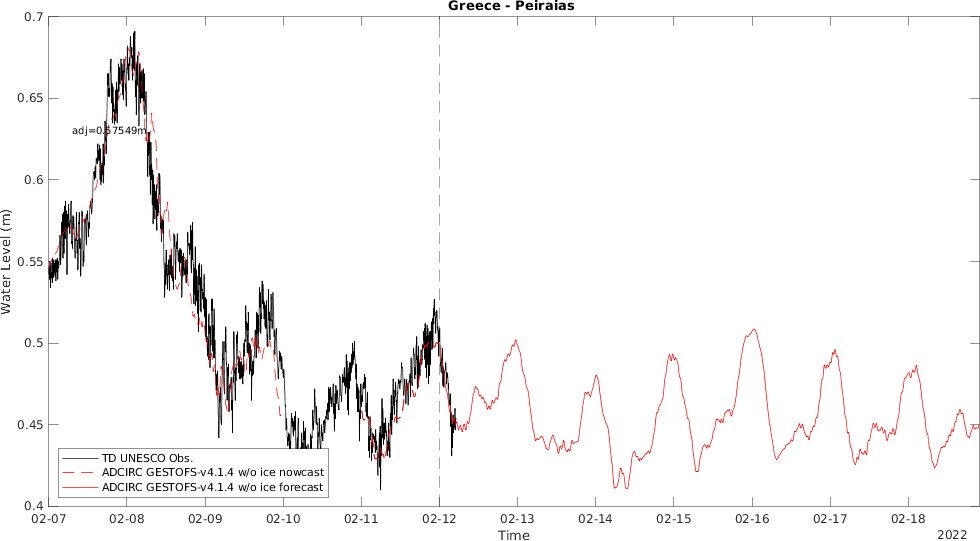 Greece - Peiraias
0.7
0.65
0.6
0.55
0.5
0.45
0.4
Water Level (m)
adj=0.57549m
TD UNESCO Obs.
ADCIRC GESTOFS-v4.1.4 w/o ice nowcast
ADCIRC GESTOFS-v4.1.4 w/o ice forecast
02-07 02-08 02-09 02-10 02-11 02-12 02-13 02-14 02-15 02-16 02-17 02-18
Time
2022